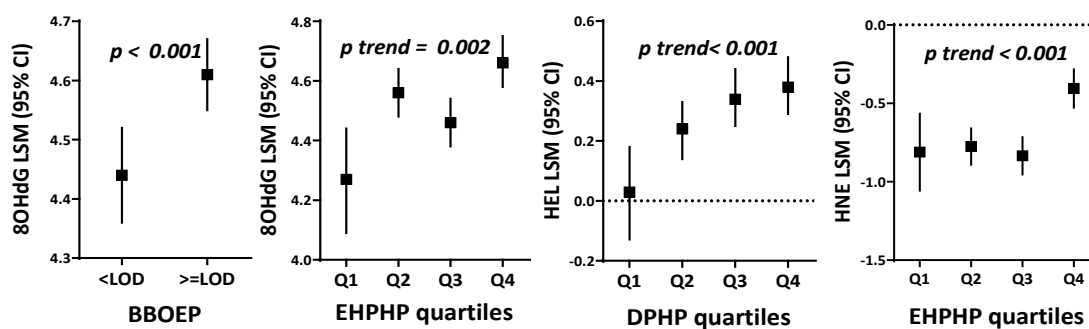 8OHdG LSM (95% CI)
4.7
4.6
4.5
4.4
4.3
p < 0.001
<LOD
>=LOD
BBOEP
8OHdG LSM (95% CI)
4.8
4.6
4.4
4.2
4.0
p trend = 0.002
Q1 Q2 Q3 Q4
EHPHP quartiles
HEL LSM (95% CI)
0.6
0.4
0.2
0.0
-0.2
p trend< 0.001
Q1 Q2 Q3 Q4
DPHP quartiles
HNE LSM (95% CI)
0.0
-0.5
-1.0
-1.5
p trend < 0.001
Q1 Q2 Q3 Q4
EHPHP quartiles